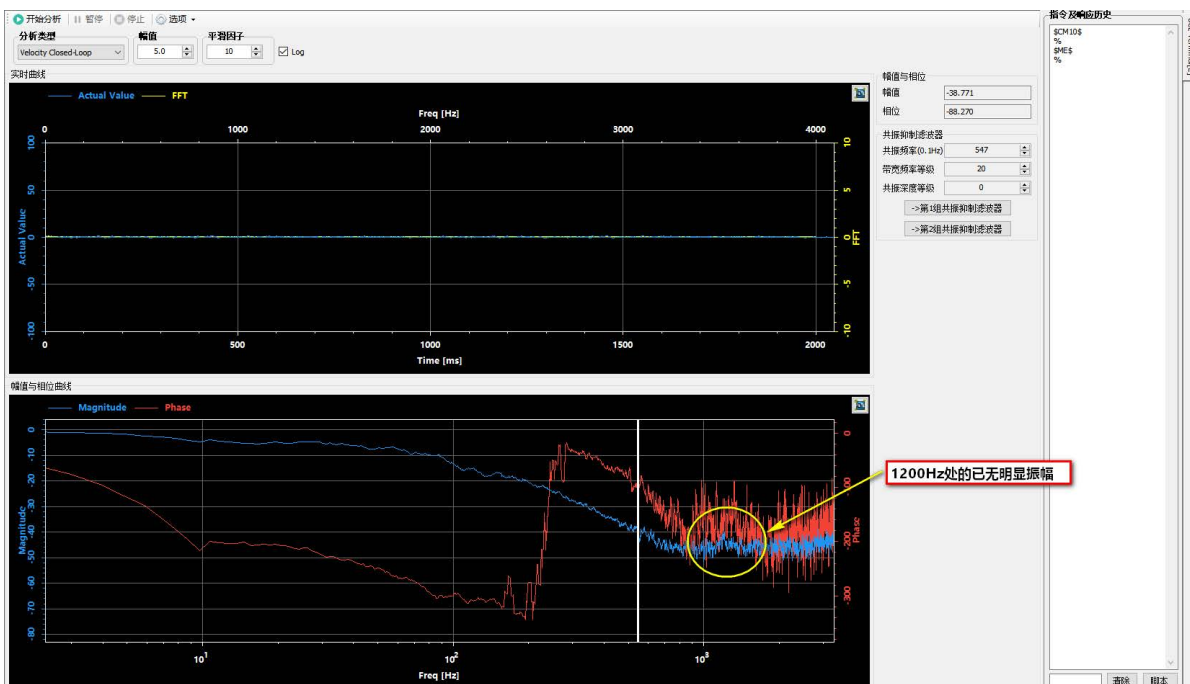 开始分析 暂停 停止 选项
分析类型 幅值 平滑因子
Velocity Closed-Loop 5.0 10 Log
实时曲线
Actual Value FFT
Freq [Hz]
0 1000 2000 3000 4000
100 50 0 -50 -100
Actual Value
10 5 0 -5 -10
FFT
0 500 1000 1500 2000
Time [ms]
幅值与相位曲线
Magnitude Phase
0 -10 -20 -30 -40 -50 -60 -70 -80
Magnitude
0 -100 -200 -300
Phase
10¹ 10² 10³
Freq [Hz]
1200Hz处的已无明显振幅
幅值与相位
幅值 -38.771
相位 -88.270
共振抑制滤波器
共振频率(0.1Hz) 547
带宽频率等级 20
共振深度等级 0
->第1组共振抑制滤波器
->第2组共振抑制滤波器
指令及响应历史
$CM10$
%
$ME$
%
清除 脚本